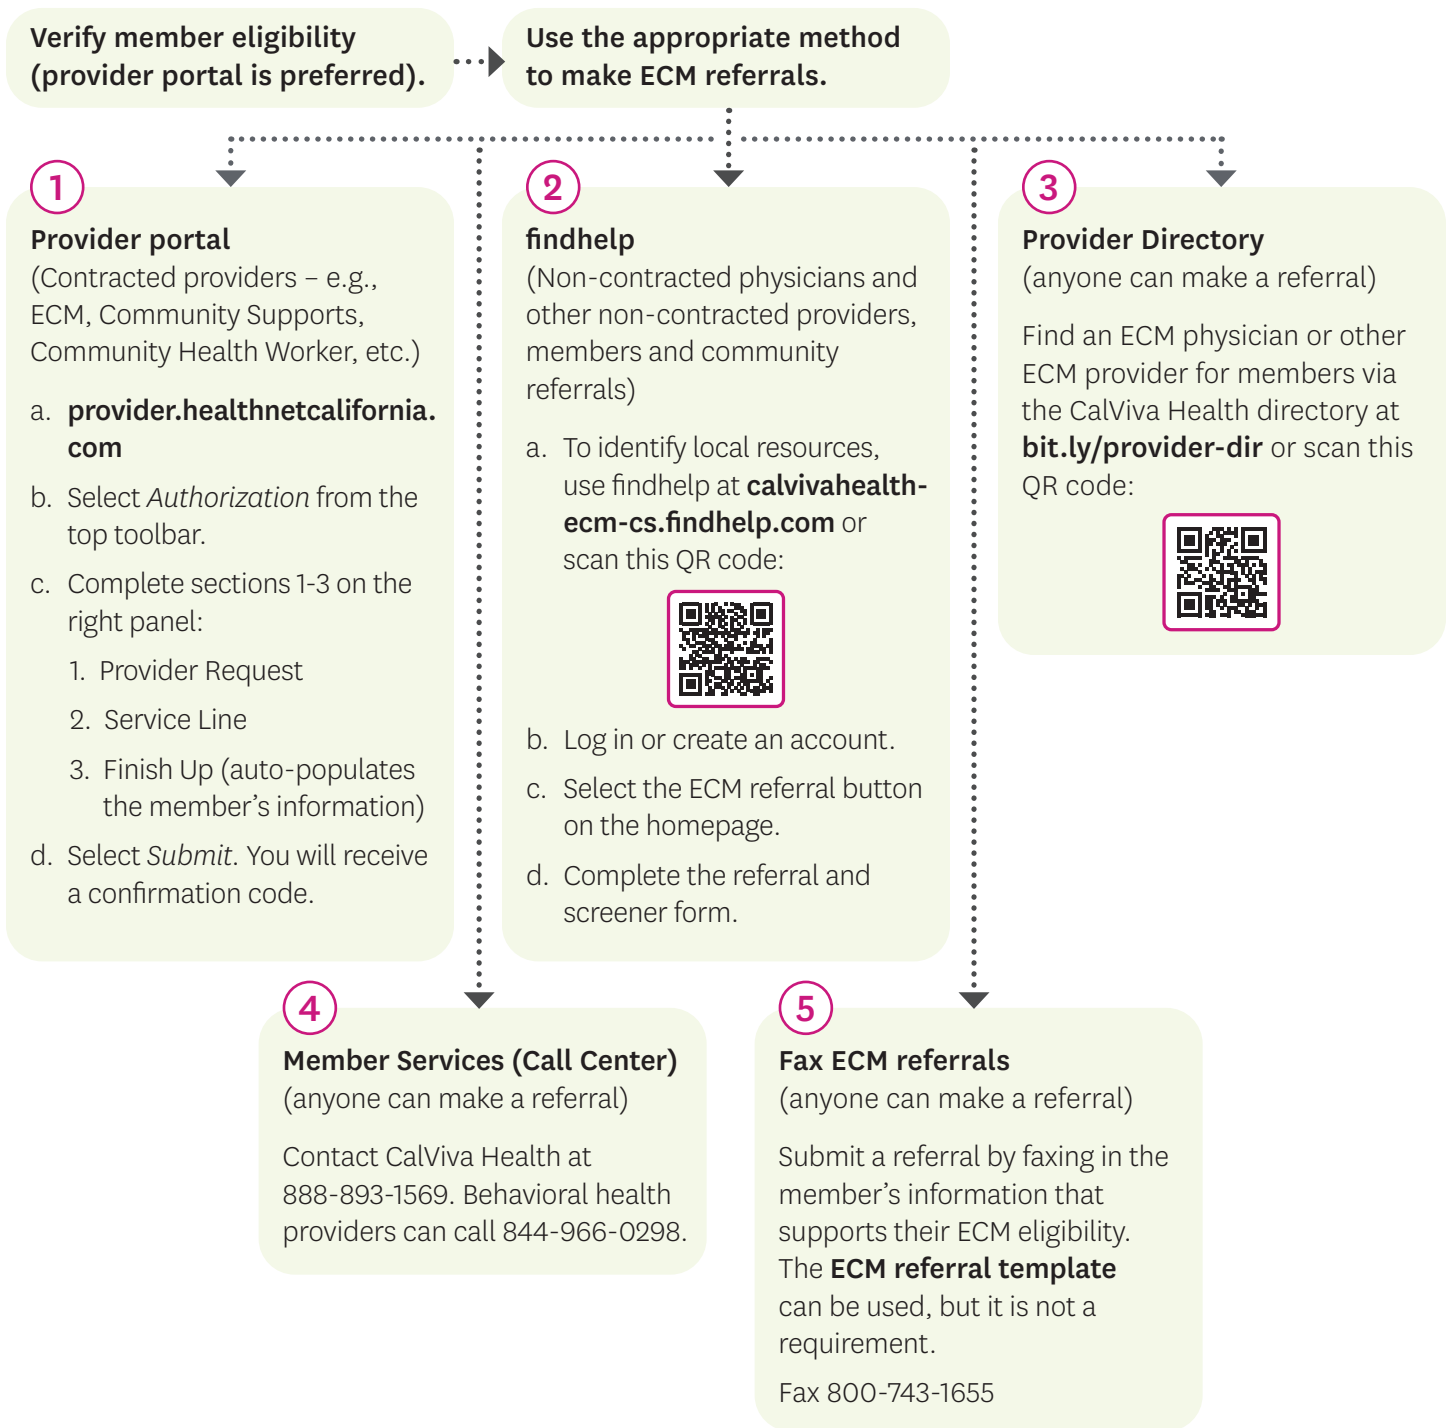 Verify member eligibility
(provider portal is preferred).
Use the appropriate method
to make ECM referrals.
1
Provider portal
(Contracted providers – e.g.,
ECM, Community Supports,
Community Health Worker, etc.)
a. provider.healthnetcalifornia.
com
b. Select Authorization from the
top toolbar.
c. Complete sections 1-3 on the
right panel:
1. Provider Request
2. Service Line
3. Finish Up (auto-populates
the member’s information)
d. Select Submit. You will receive
a confirmation code.
2
findhelp
(Non-contracted physicians and
other non-contracted providers,
members and community
referrals)
a. To identify local resources,
use findhelp at calvivahealth-
ecm-cs.findhelp.com or
scan this QR code:
b. Log in or create an account.
c. Select the ECM referral button
on the homepage.
d. Complete the referral and
screener form.
3
Provider Directory
(anyone can make a referral)
Find an ECM physician or other
ECM provider for members via
the CalViva Health directory at
bit.ly/provider-dir or scan this
QR code:
4
Member Services (Call Center)
(anyone can make a referral)
Contact CalViva Health at
888-893-1569. Behavioral health
providers can call 844-966-0298.
5
Fax ECM referrals
(anyone can make a referral)
Submit a referral by faxing in the
member’s information that
supports their ECM eligibility.
The ECM referral template
can be used, but it is not a
requirement.
Fax 800-743-1655